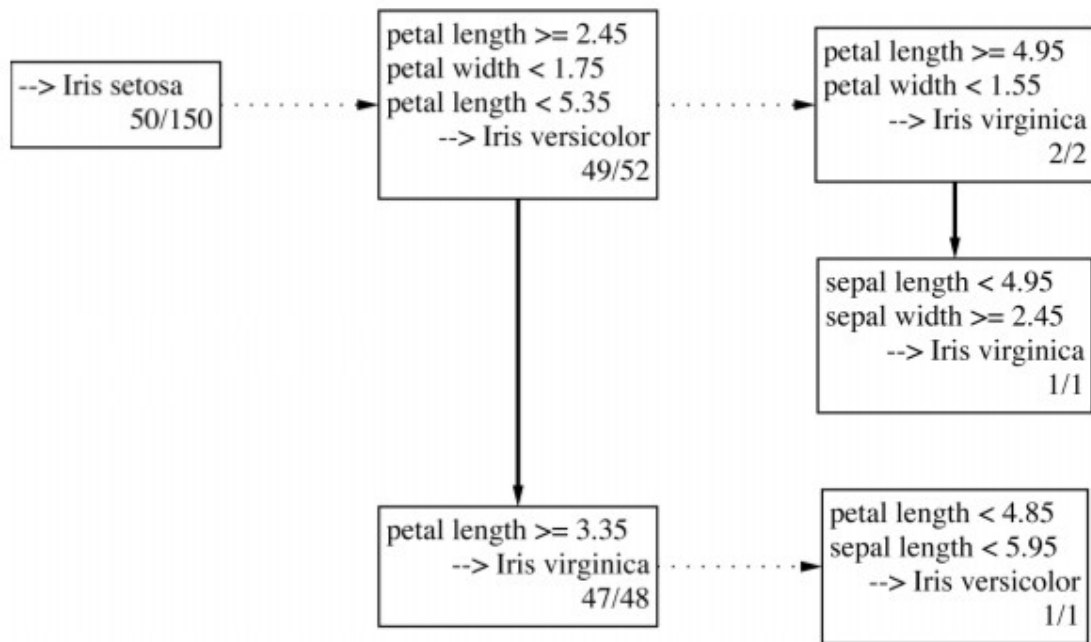 --> Iris setosa
50/150
petal length >= 2.45
petal width < 1.75
petal length < 5.35
--> Iris versicolor
49/52
petal length >= 4.95
petal width < 1.55
--> Iris virginica
2/2
sepal length < 4.95
sepal width >= 2.45
--> Iris virginica
1/1
petal length >= 3.35
--> Iris virginica
47/48
petal length < 4.85
sepal length < 5.95
--> Iris versicolor
1/1